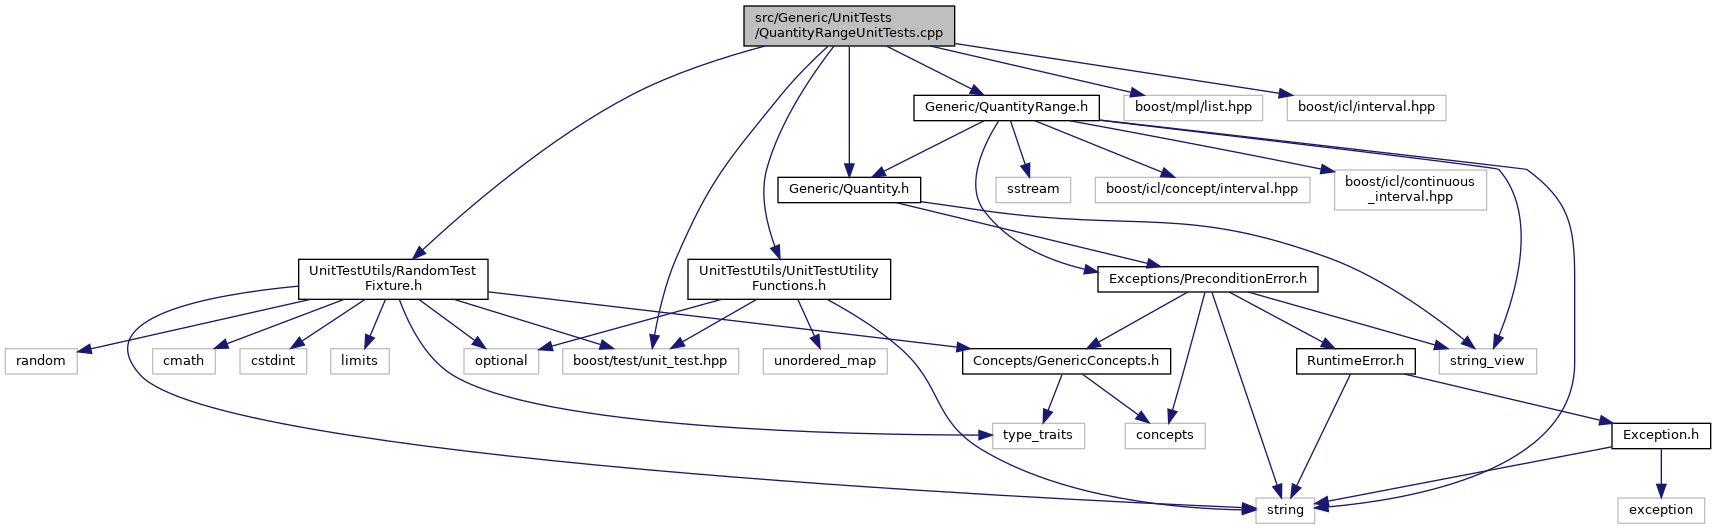 src/Generic/UnitTests
/QuantityRangeUnitTests.cpp
Generic/QuantityRange.h
boost/mpl/list.hpp
boost/icl/interval.hpp
Generic/Quantity.h
sstream
boost/icl/concept/interval.hpp
boost/icl/continuous
_interval.hpp
UnitTestUtils/RandomTest
Fixture.h
UnitTestUtils/UnitTestUtility
Functions.h
Exceptions/PreconditionError.h
random
cmath
cstdint
limits
optional
boost/test/unit_test.hpp
unordered_map
Concepts/GenericConcepts.h
RuntimeError.h
string_view
type_traits
concepts
Exception.h
string
exception